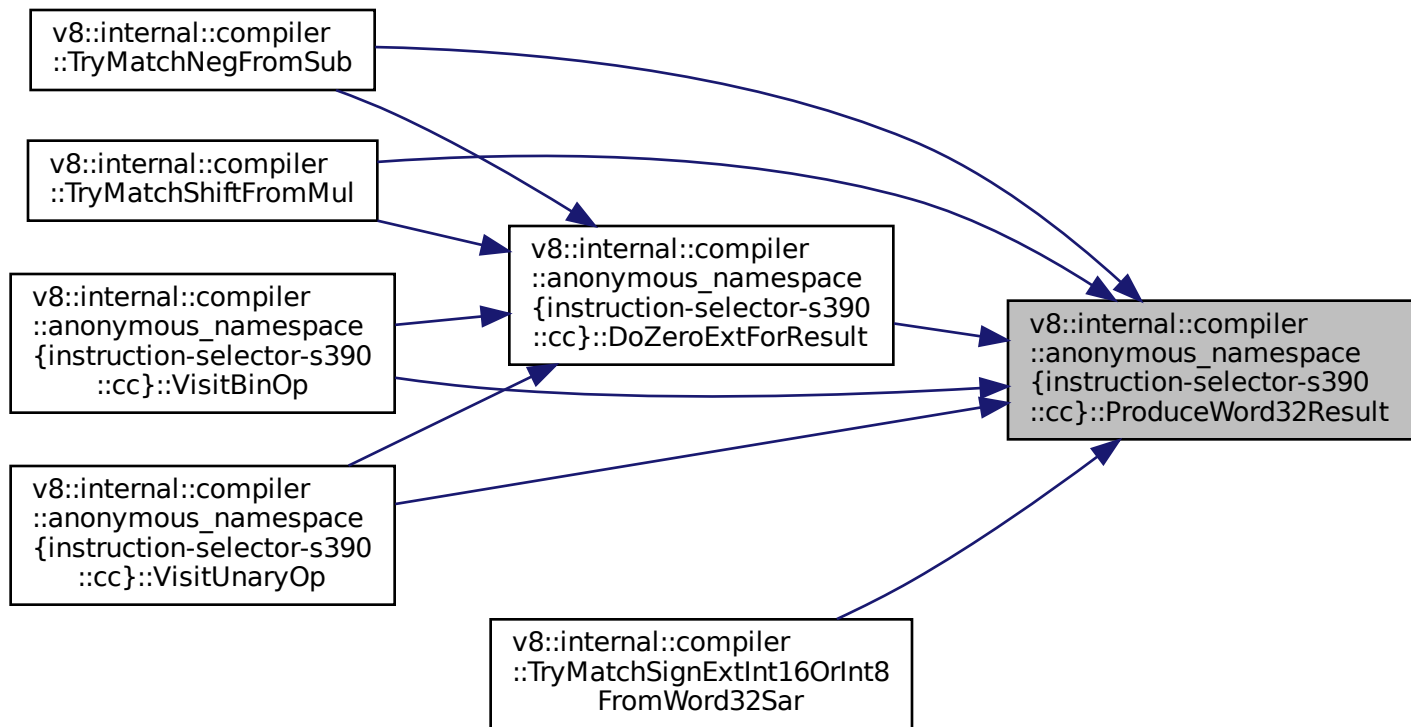 v8::internal::compiler
::TryMatchNegFromSub
v8::internal::compiler
::TryMatchShiftFromMul
v8::internal::compiler
::anonymous_namespace
{instruction-selector-s390
::cc}::VisitBinOp
v8::internal::compiler
::anonymous_namespace
{instruction-selector-s390
::cc}::VisitUnaryOp
v8::internal::compiler
::anonymous_namespace
{instruction-selector-s390
::cc}::DoZeroExtForResult
v8::internal::compiler
::TryMatchSignExtInt16OrInt8
FromWord32Sar
v8::internal::compiler
::anonymous_namespace
{instruction-selector-s390
::cc}::ProduceWord32Result